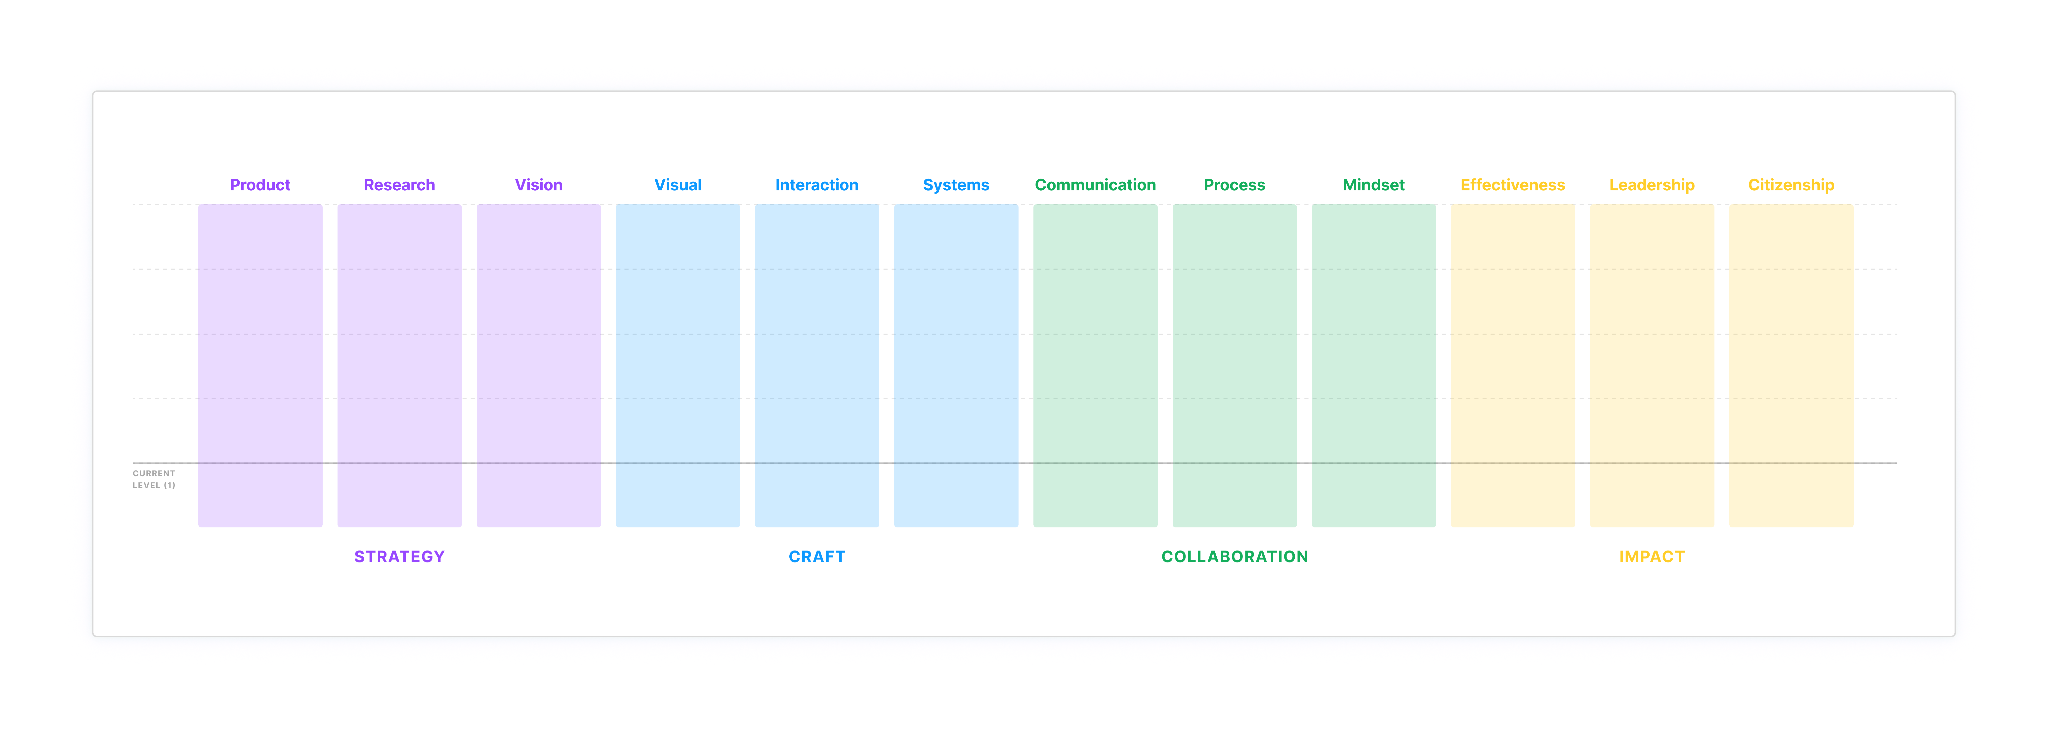 Product Research Vision Visual Interaction Systems Communication Process Mindset Effectiveness Leadership Citizenship
CURRENT
LEVEL (1)
STRATEGY CRAFT COLLABORATION IMPACT